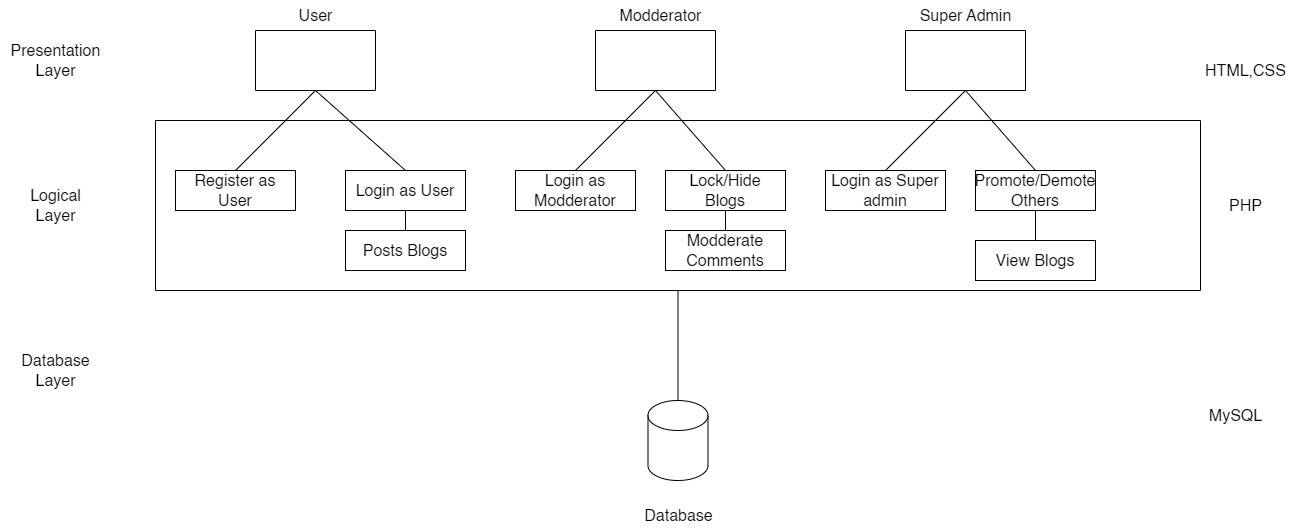 User
Modderator
Super Admin
Presentation
Layer
HTML,CSS
Logical
Layer
Register as
User
Login as User
Posts Blogs
Login as
Modderator
Lock/Hide
Blogs
Modderate
Comments
Login as Super
admin
Promote/Demote
Others
View Blogs
PHP
Database
Layer
MySQL
Database